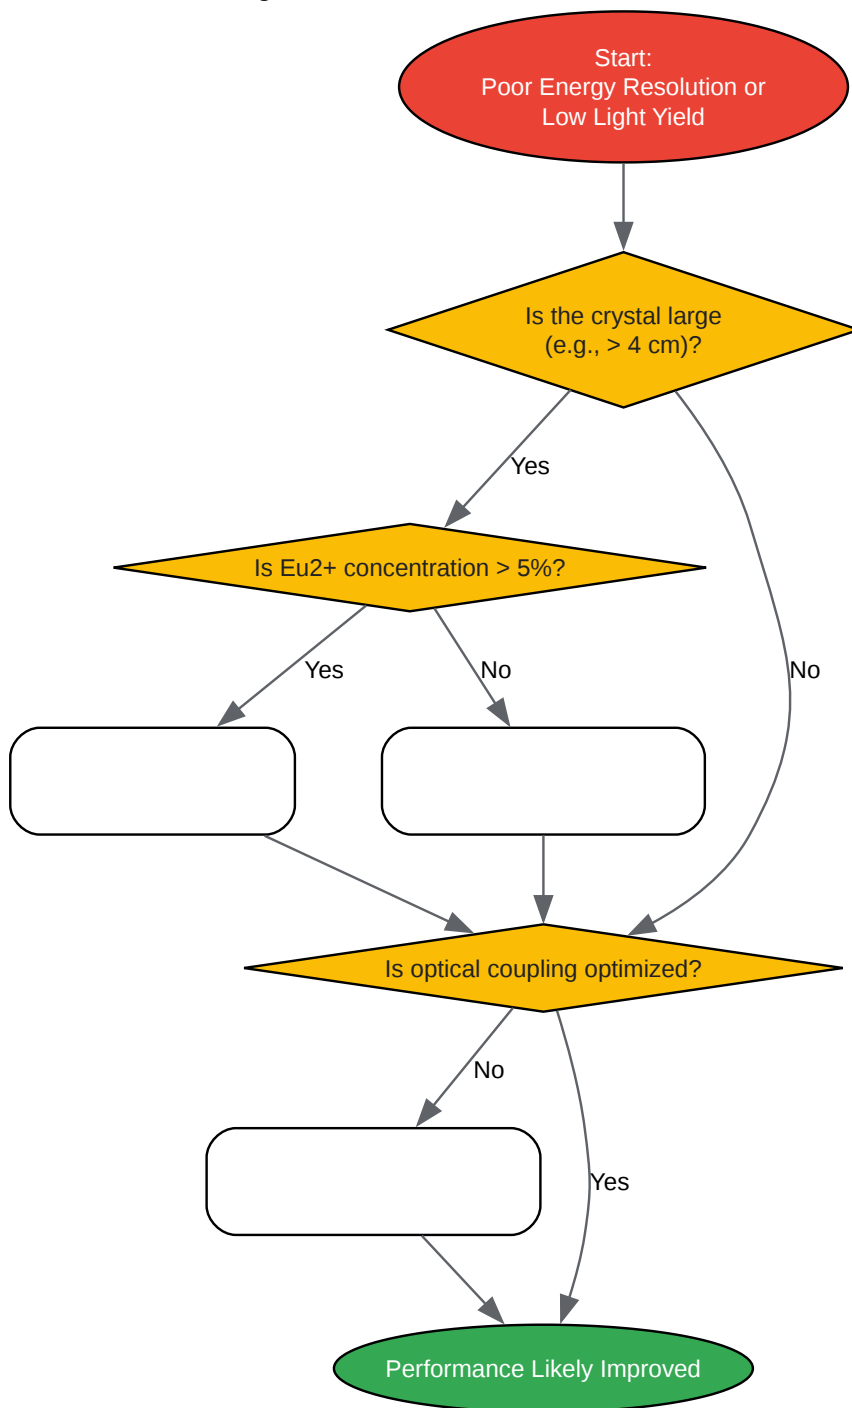 Start:
Poor Energy Resolution or
Low Light Yield
Is the crystal large
(e.g., > 4 cm)?
Yes
Is Eu2+ concentration > 5%?
Yes
No
No
Is optical coupling optimized?
No
Yes
Performance Likely Improved